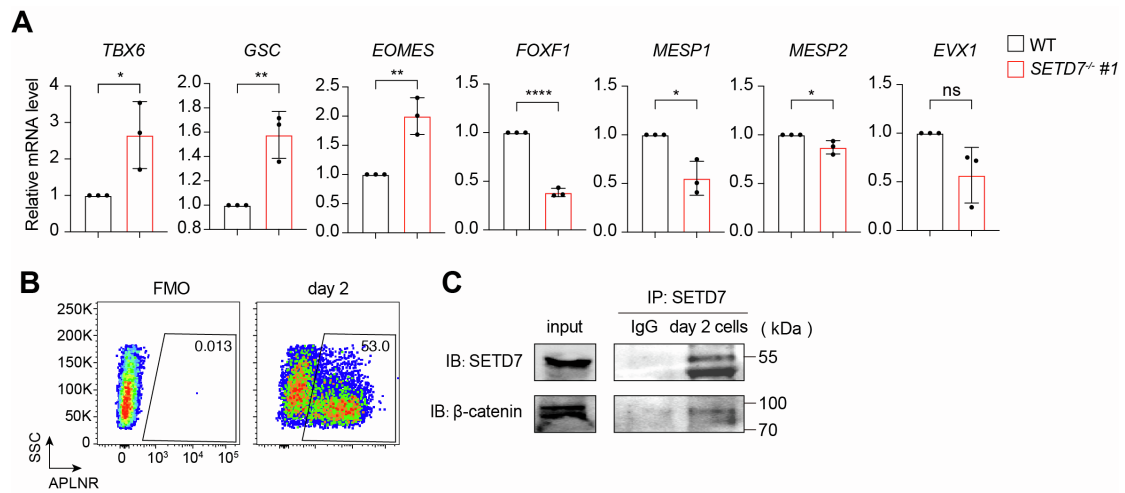 A
TBX6 GSC EOMES FOXF1 MESP1 MESP2 EVX1
WT
SETD7-/- #1
Relative mRNA level
* ** ** **** * * ns
4 3 2 1 0
2.0 1.8 1.6 1.4 1.2 1.0 0.8
2.5 2.0 1.5 1.0 0.5 0.0
1.5 1.0 0.5 0.0
1.5 1.0 0.5 0.0
1.5 1.0 0.5 0.0
1.5 1.0 0.5 0.0
B
FMO day 2
250K
200K
150K
100K
50K
0
0.013 53.0
0 10³ 10⁴ 10⁵
SSC
APLNR
C
IP: SETD7
input IgG day 2 cells ( kDa )
IB: SETD7 55
IB: β-catenin 100
70